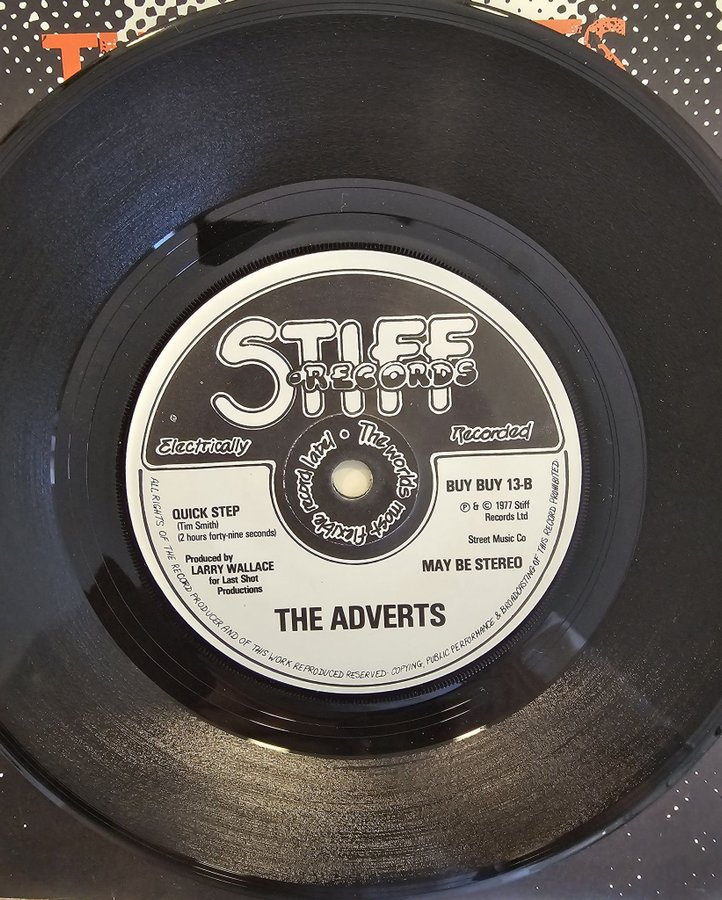 STIFF
RECORDS
Electrically
Recorded
The worlds most flexible record label •
QUICK STEP
(Tim Smith)
(2 hours forty-nine seconds)
Produced by
LARRY WALLACE
for Last Shot
Productions
BUY BUY 13-B
℗ & © 1977 Stiff
Records Ltd
Street Music Co
MAY BE STEREO
THE ADVERTS
ALL RIGHTS OF THE RECORD PRODUCER AND OF THIS WORK REPRODUCED RESERVED · COPYING, PUBLIC PERFORMANCE & BROADCASTING OF THIS RECORD PROHIBITED